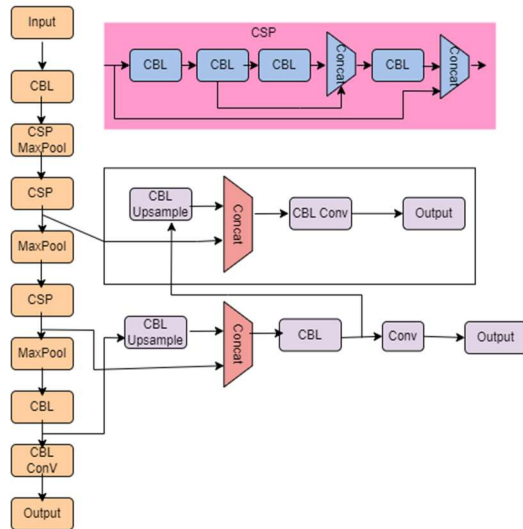 Input
CBL
CSP
MaxPool
CSP
MaxPool
CSP
MaxPool
CBL
CBL
ConV
Output
CSP
CBL
CBL
CBL
Concat
CBL
Concat
CBL
Upsample
Concat
CBL Conv
Output
CBL
Upsample
Concat
CBL
Conv
Output